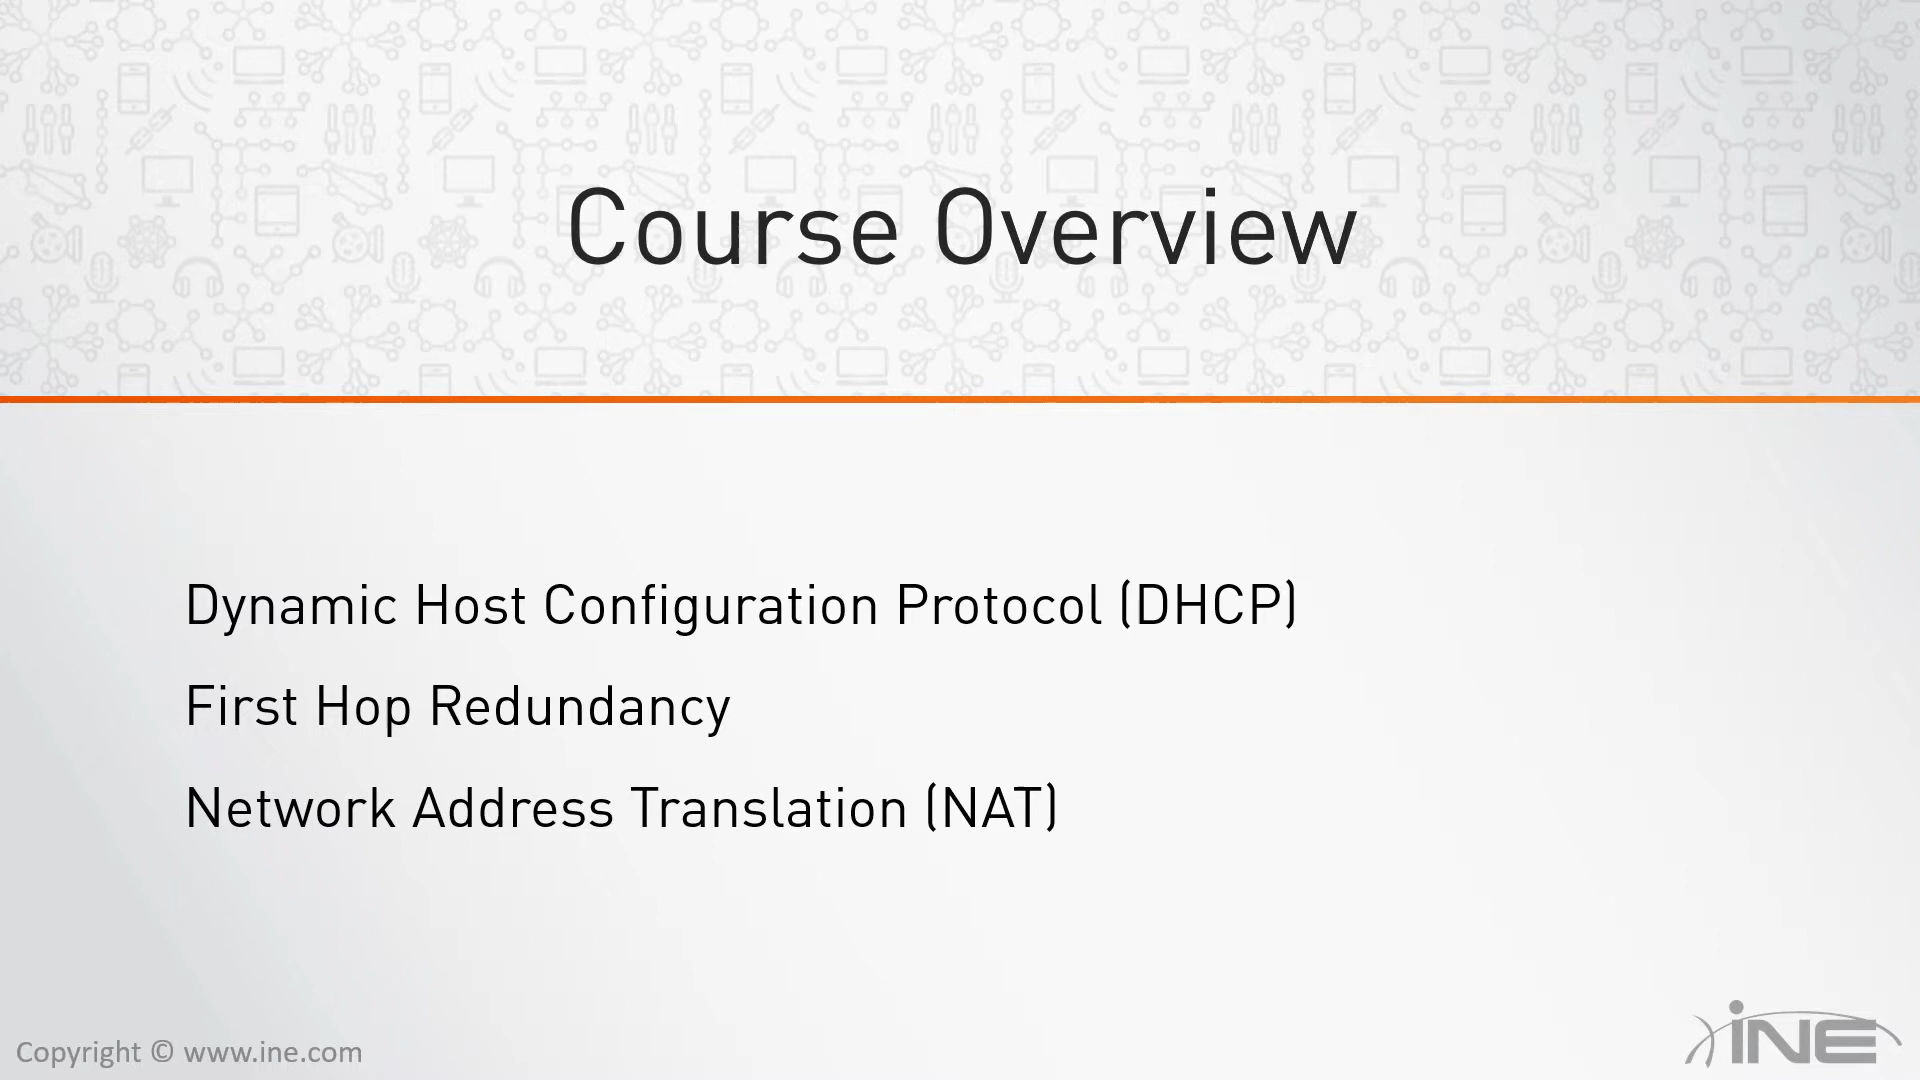 Course Overview
Dynamic Host Configuration Protocol (DHCP)
First Hop Redundancy
Network Address Translation (NAT)
Copyright © www.ine.com
iNE